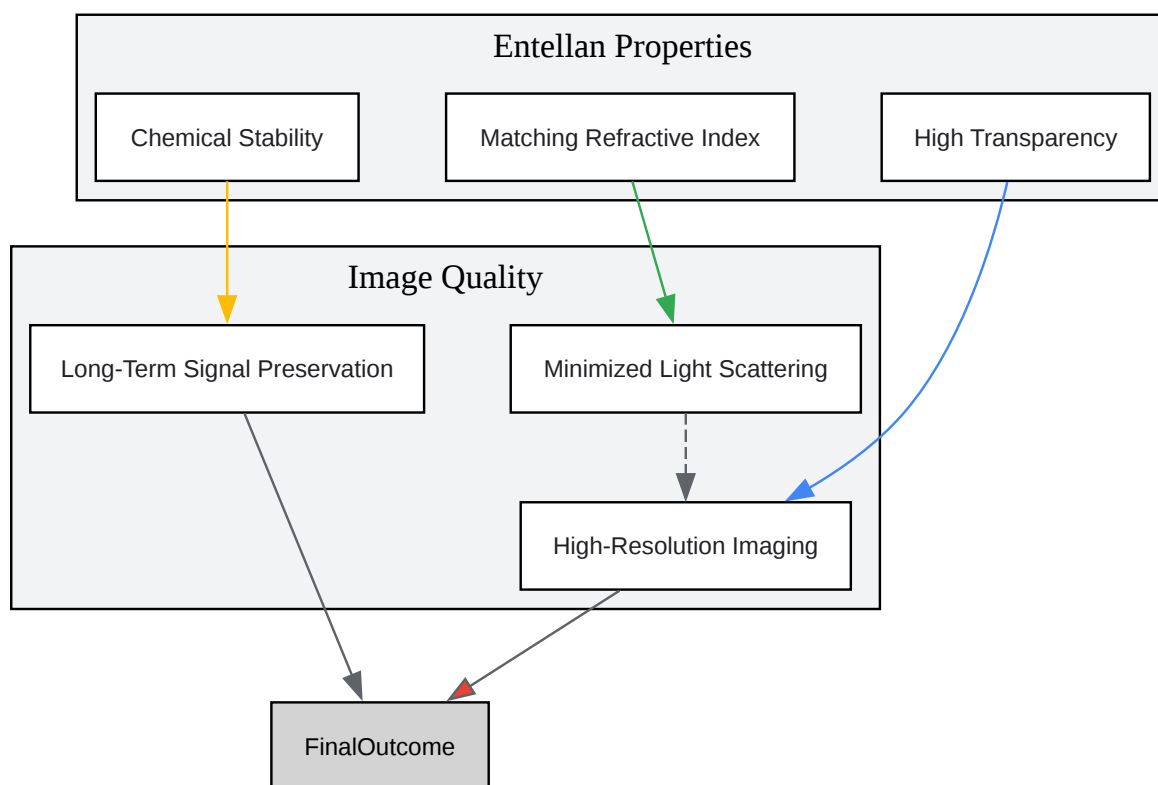 Entellan Properties
Chemical Stability
Matching Refractive Index
High Transparency
Image Quality
Long-Term Signal Preservation
Minimized Light Scattering
High-Resolution Imaging
FinalOutcome